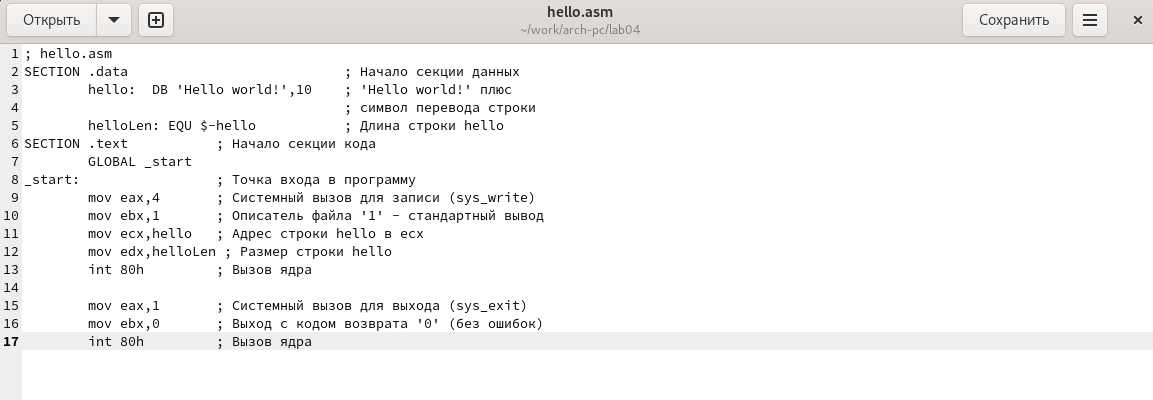 Открыть
hello.asm
~/work/arch-pc/lab04
Сохранить
1 ; hello.asm
2 SECTION .data                           ; Начало секции данных
3         hello:  DB 'Hello world!',10    ; 'Hello world!' плюс
4                                         ; символ перевода строки
5         helloLen: EQU $-hello           ; Длина строки hello
6 SECTION .text           ; Начало секции кода
7         GLOBAL _start
8 _start:                 ; Точка входа в программу
9         mov eax,4       ; Системный вызов для записи (sys_write)
10         mov ebx,1       ; Описатель файла '1' - стандартный вывод
11         mov ecx,hello   ; Адрес строки hello в ecx
12         mov edx,helloLen ; Размер строки hello
13         int 80h         ; Вызов ядра
14
15         mov eax,1       ; Системный вызов для выхода (sys_exit)
16         mov ebx,0       ; Выход с кодом возврата '0' (без ошибок)
17         int 80h         ; Вызов ядра